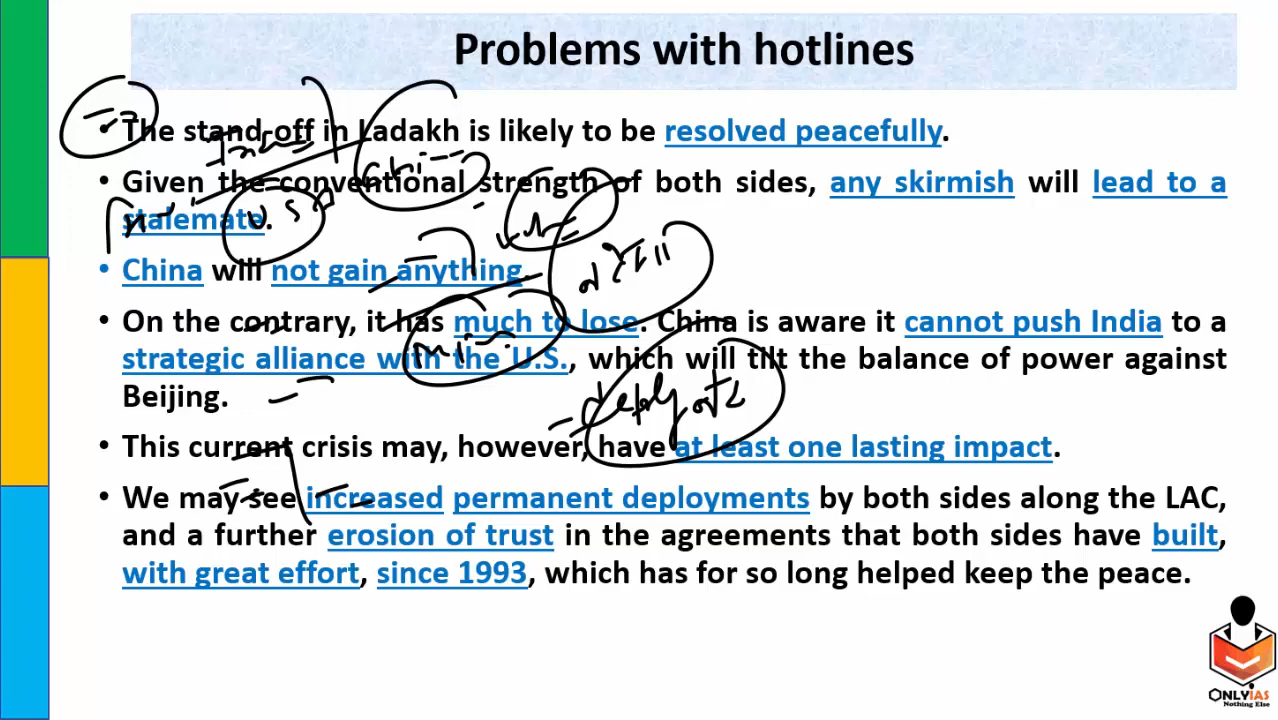 Problems with hotlines
• The stand-off in Ladakh is likely to be resolved peacefully.
• Given the conventional strength of both sides, any skirmish will lead to a
stalemate.
• China will not gain anything.
• On the contrary, it has much to lose. China is aware it cannot push India to a
strategic alliance with the U.S., which will tilt the balance of power against
Beijing.
• This current crisis may, however, have at least one lasting impact.
• We may see increased permanent deployments by both sides along the LAC,
and a further erosion of trust in the agreements that both sides have built,
with great effort, since 1993, which has for so long helped keep the peace.
ONLYIAS
Nothing Else